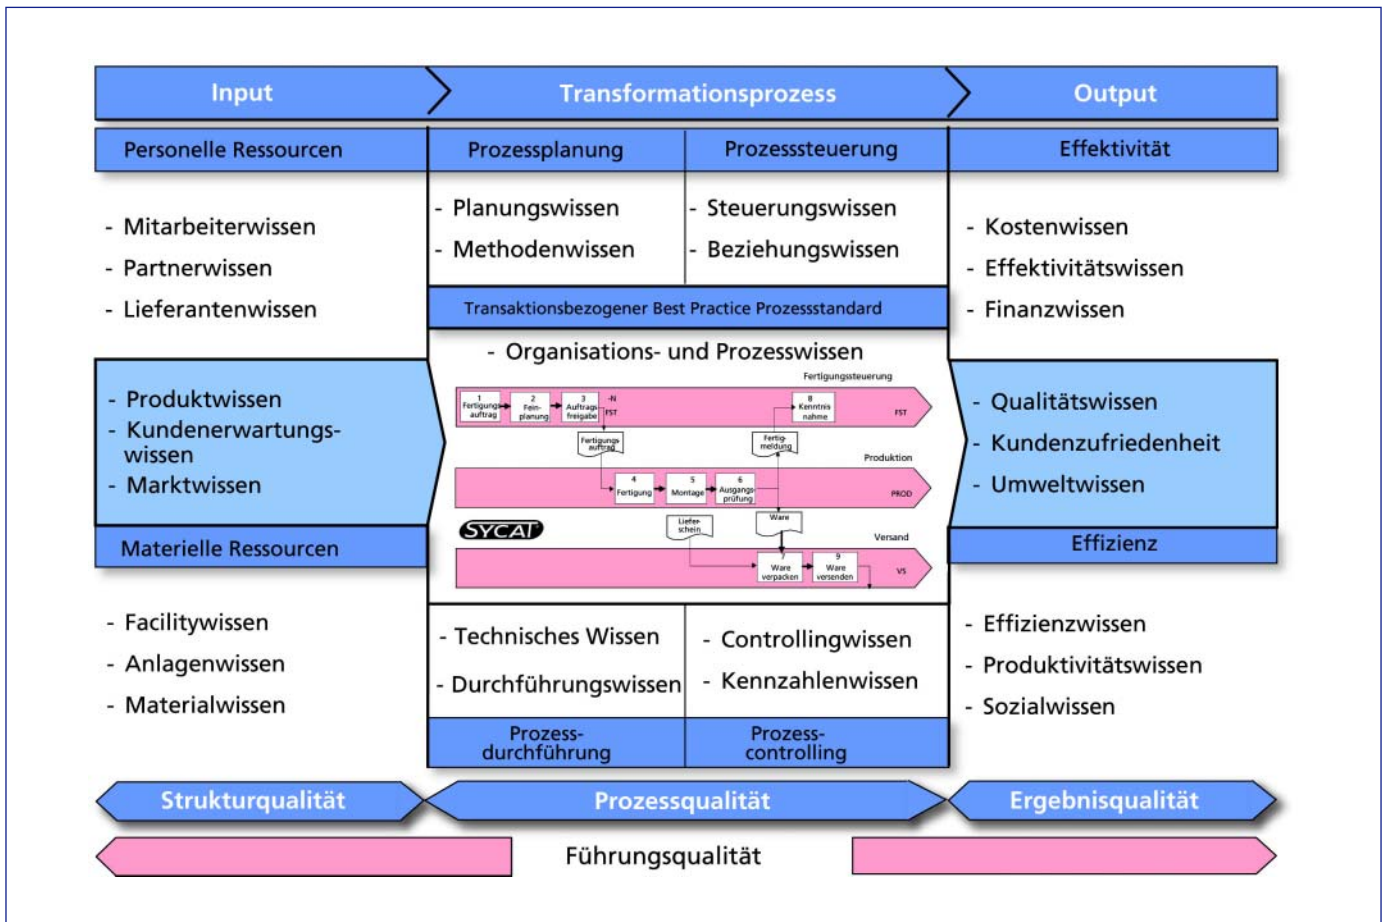 Input
Transformationsprozess
Output
Personelle Ressourcen
Prozessplanung
Prozesssteuerung
Effektivität
- Mitarbeiterwissen
- Partnerwissen
- Lieferantenwissen
- Planungswissen
- Methodenwissen
- Steuerungswissen
- Beziehungswissen
- Kostenwissen
- Effektivitätswissen
- Finanzwissen
Transaktionsbezogener Best Practice Prozessstandard
- Organisations- und Prozesswissen
- Produktwissen
- Kundenerwartungs-
wissen
- Marktwissen
Fertigungssteuerung
1
Fertigungs
auftrag
2
Fein-
planung
3
Auftrags
freigabe
-N
FST
8
Kenntnis
nahme
FST
Fertigungs
auftrag
Fertig-
meldung
Produktion
4
Fertigung
5
Montage
6
Ausgangs
prüfung
PROD
SYCAT
Liefer
schein
Ware
Versand
7
Ware
verpacken
9
Ware
versenden
VS
- Qualitätswissen
- Kundenzufriedenheit
- Umweltwissen
Materielle Ressourcen
Effizienz
- Facilitywissen
- Anlagenwissen
- Materialwissen
- Technisches Wissen
- Durchführungswissen
- Controllingwissen
- Kennzahlenwissen
- Effizienzwissen
- Produktivitätswissen
- Sozialwissen
Prozess-
durchführung
Prozess-
controlling
Strukturqualität
Prozessqualität
Ergebnisqualität
Führungsqualität